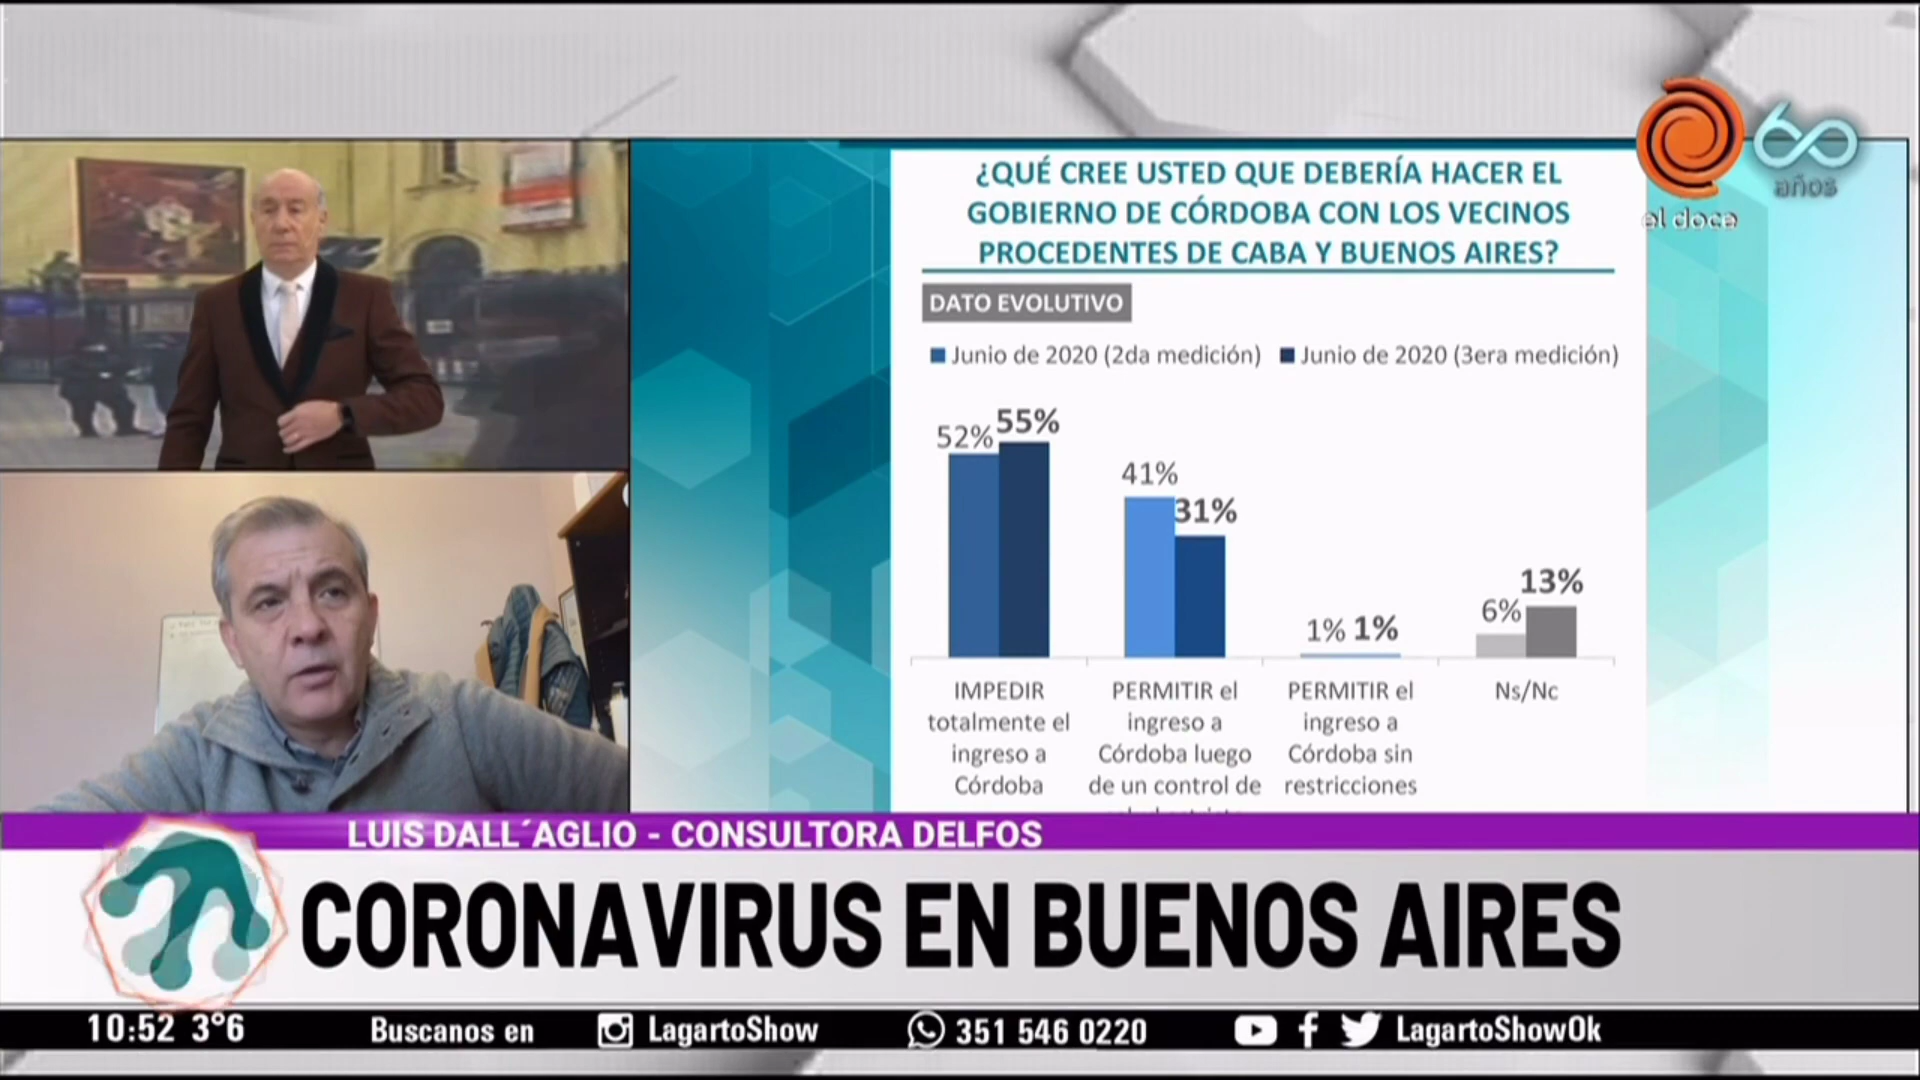 ¿QUÉ CREE USTED QUE DEBERÍA HACER EL
GOBIERNO DE CÓRDOBA CON LOS VECINOS
PROCEDENTES DE CABA Y BUENOS AIRES?
DATO EVOLUTIVO
Junio de 2020 (2da medición) Junio de 2020 (3era medición)
52% 55%
41% 31%
1% 1%
6% 13%
IMPEDIR
totalmente el
ingreso a
Córdoba
PERMITIR el
ingreso a
Córdoba luego
de un control de
PERMITIR el
ingreso a
Córdoba sin
restricciones
Ns/Nc
60
años
el doce
LUIS DALL´AGLIO - CONSULTORA DELFOS
CORONAVIRUS EN BUENOS AIRES
10:52 3°6 Buscanos en LagartoShow 351 546 0220 LagartoShowOk